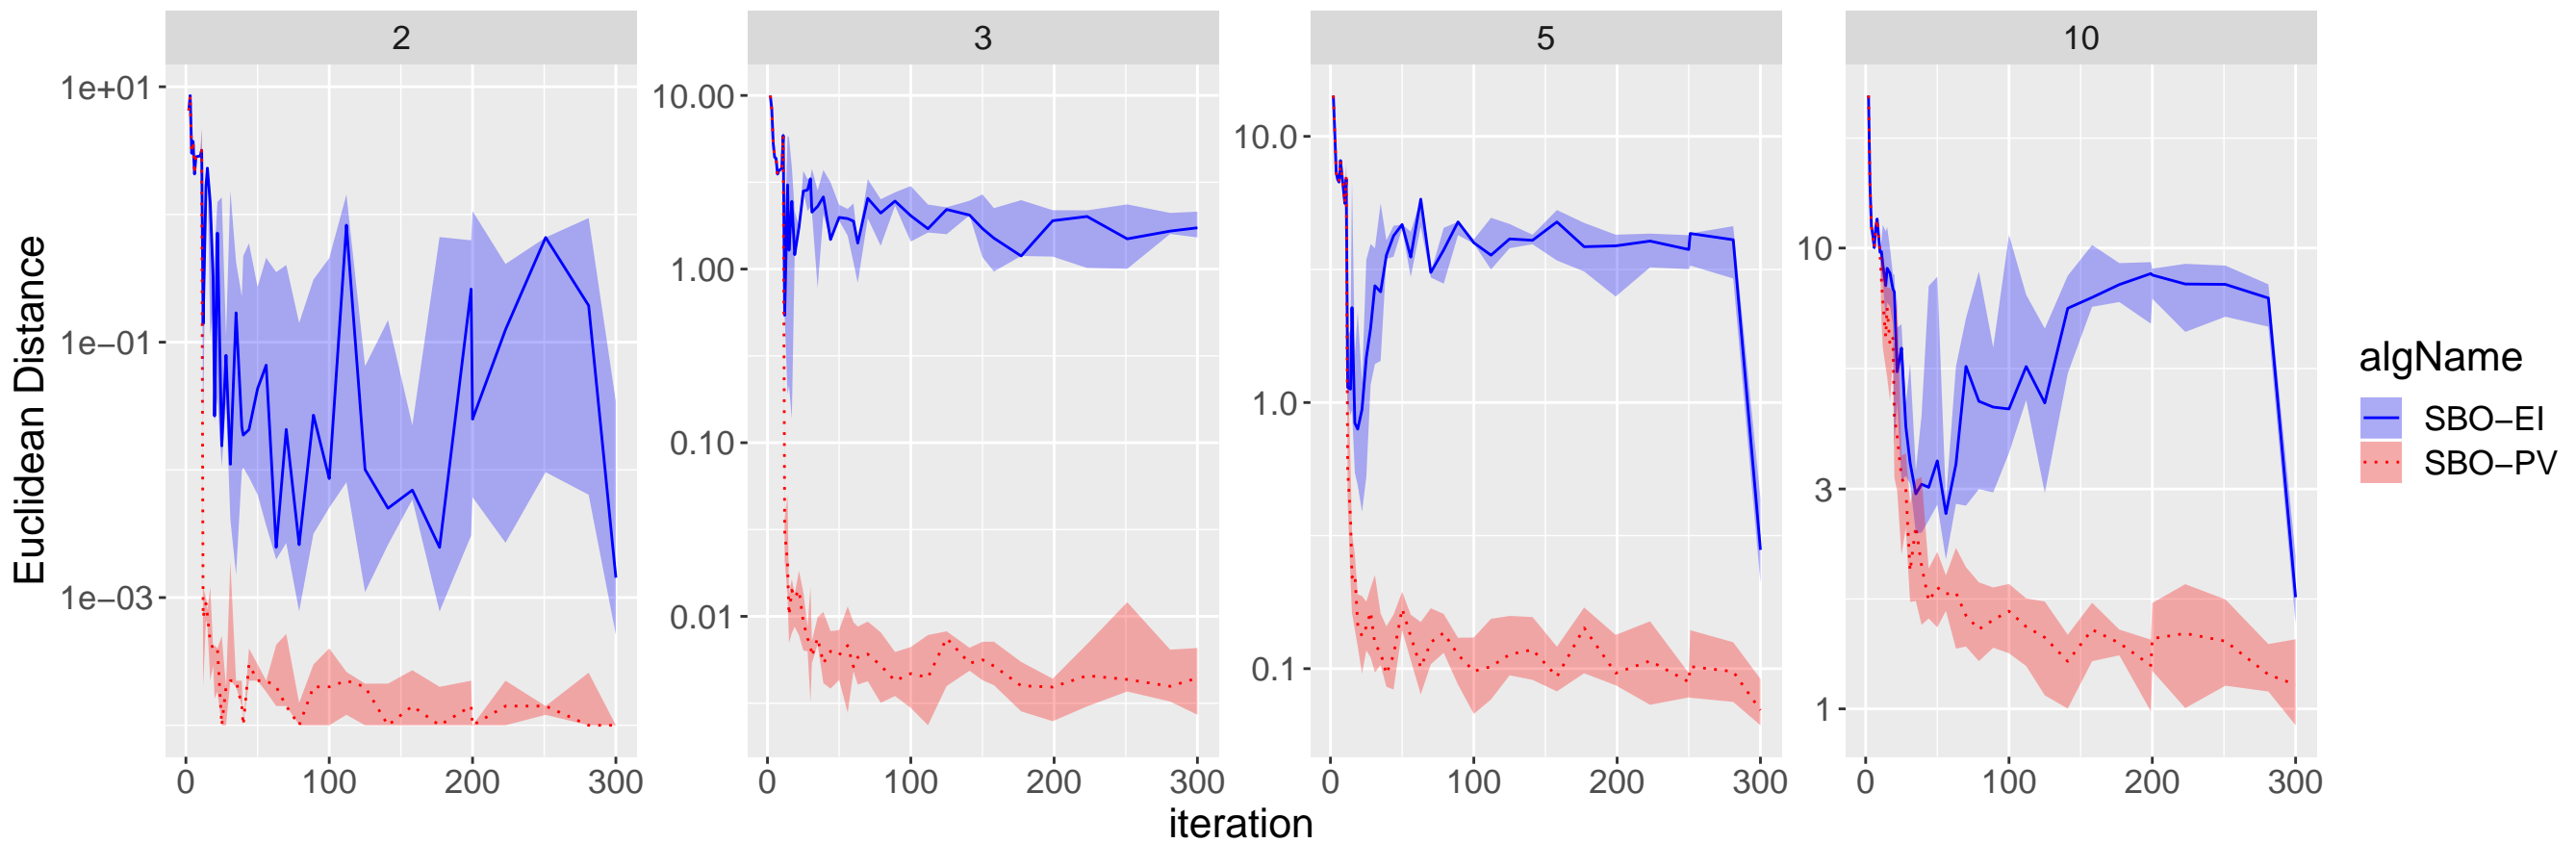 2
3
5
10
Euclidean Distance
1e+01
1e−01
1e−03
10.00
1.00
0.10
0.01
10.0
1.0
0.1
10
3
1
0 100 200 300
0 100 200 300
0 100 200 300
0 100 200 300
iteration
algName
SBO−EI
SBO−PV